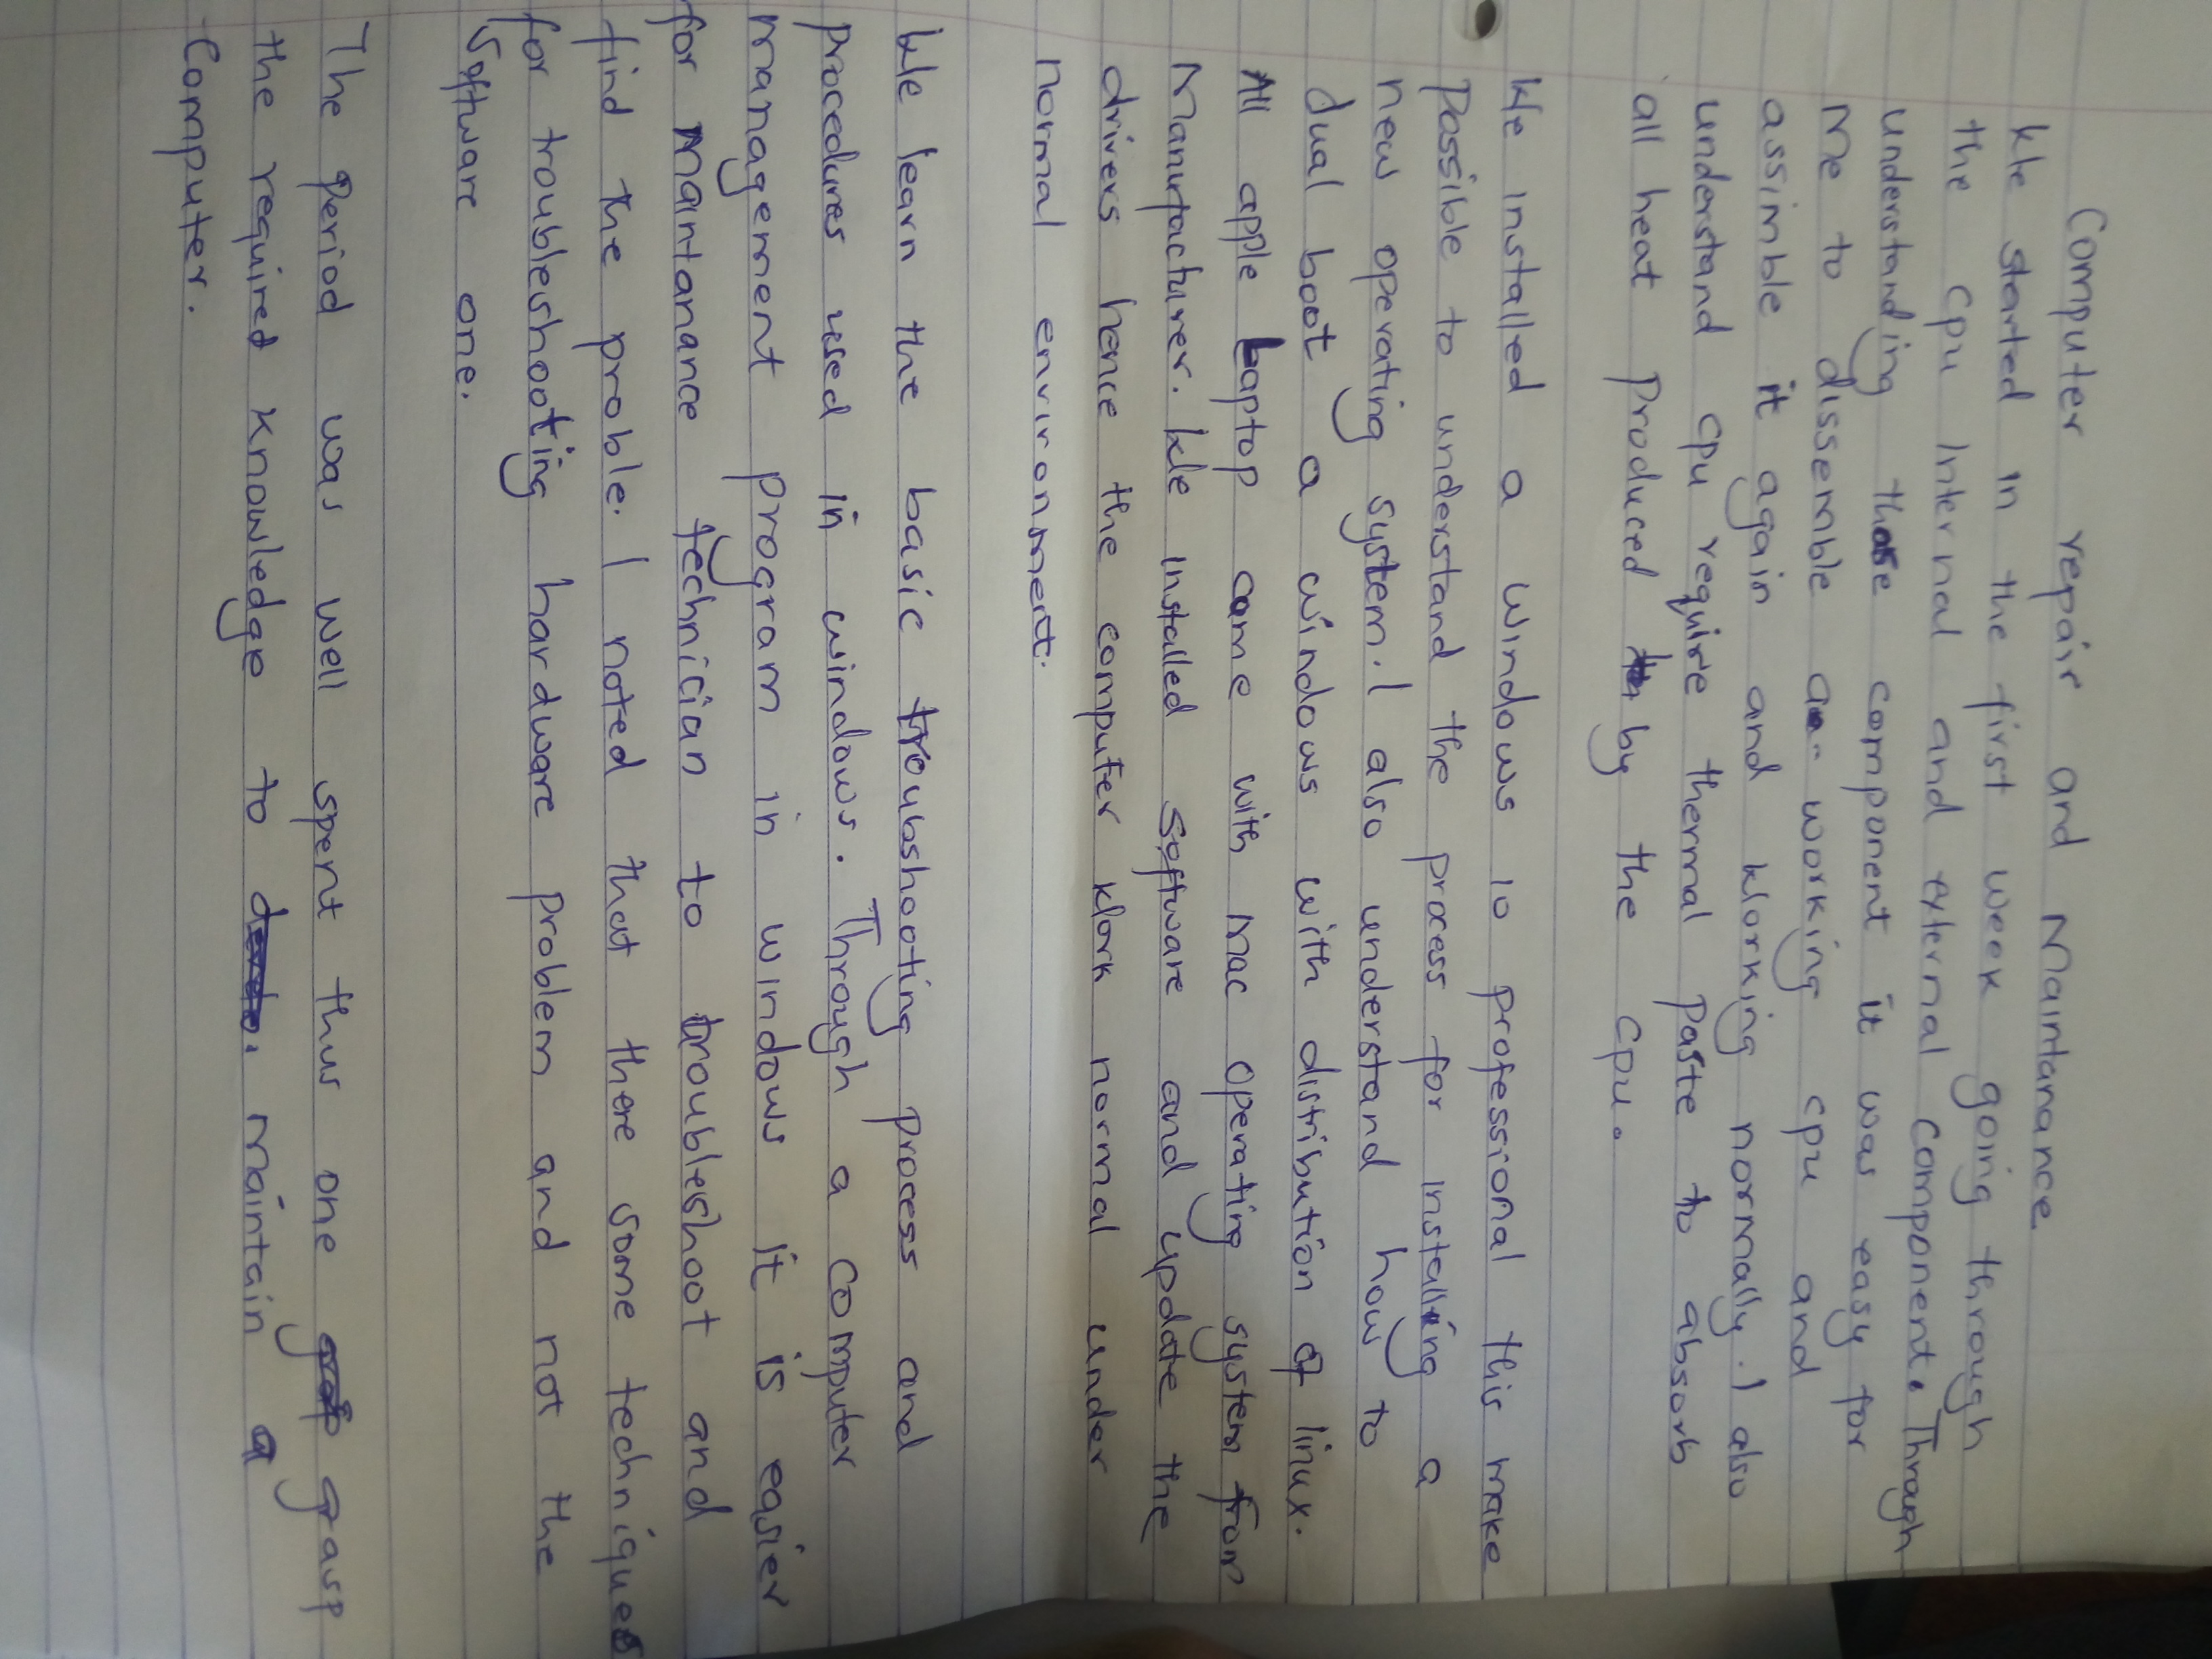 Computer repair and Maintanance
We started in the first week going through
the cpu Internal and external component. Through
understanding those component it was easy for
me to dissemble a working cpu and
assimble it again and working normally. I also
understand cpu require thermal paste to absorb
all heat produced by the cpu.
We installed a windows 10 professional this make
possible to understand the process for installing a
new operating system. I also understand how to
dual boot a windows with distribution of linux.
All apple Laptop come with mac operating system from
Manufacturer. We installed software and update the
drivers hence the computer work normal under
normal environment.
We learn the basic troubshooting process and
procedures used in windows. Through a computer
management program in windows it is easier
for maintanance technician to troubleshoot and
find the proble. I noted that there some techniques
for troubleshooting hardware problem and not the
software one.
The period was well spent thus one grasp
the required knowledge to maintain a
Computer.